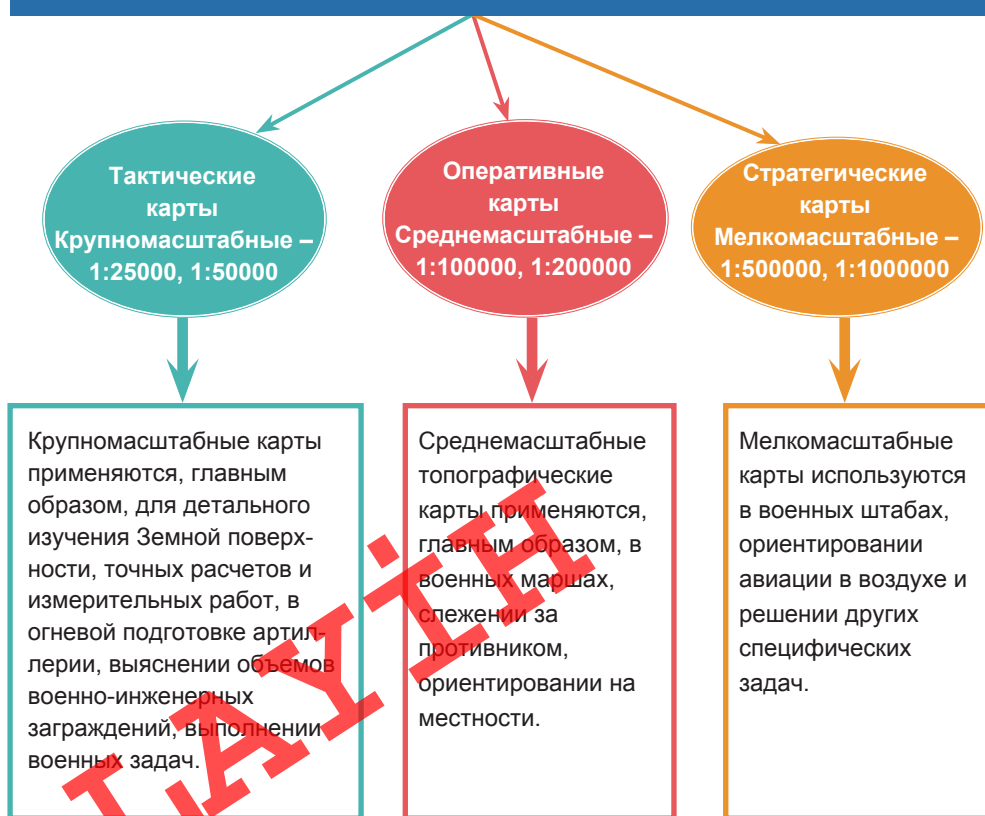 Тактические
карты
Крупномасштабные –
1:25000, 1:50000
Оперативные
карты
Среднемасштабные –
1:100000, 1:200000
Стратегические
карты
Мелкомасштабные –
1:500000, 1:1000000
Крупномасштабные карты
применяются, главным
образом, для детального
изучения Земной поверх-
ности, точных расчетов и
измерительных работ, в
огневой подготовке артил-
лерии, выяснении объемов
военно-инженерных
заграждений, выполнении
военных задач.
Среднемасштабные
топографические
карты применяются,
главным образом, в
военных маршах,
слежении за
противником,
ориентировании на
местности.
Мелкомасштабные
карты используются
в военных штабах,
ориентировании
авиации в воздухе и
решении других
специфических
задач.
LAYİH